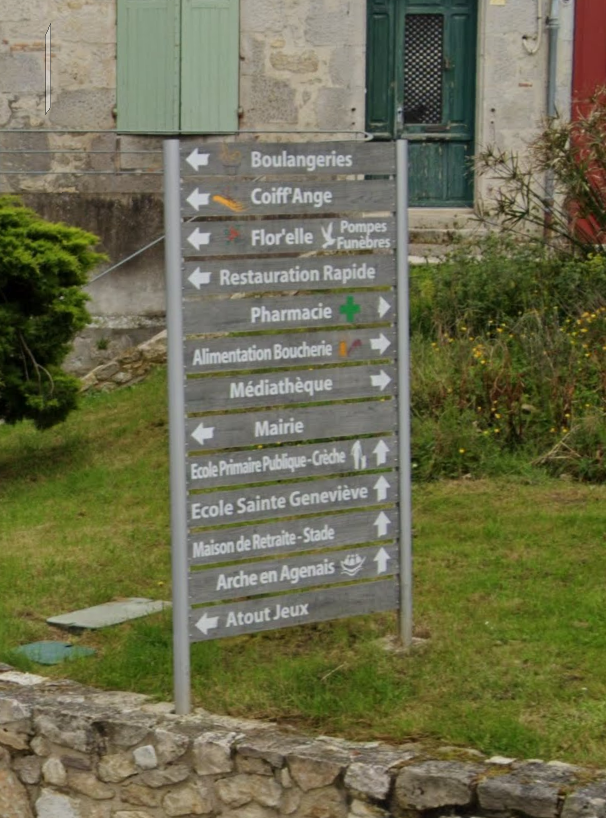 Boulangeries
Coiff'Ange
Flor'elle Pompes Funèbres
Restauration Rapide
Pharmacie
Alimentation Boucherie
Médiathèque
Mairie
Ecole Primaire Publique - Crèche
Ecole Sainte Geneviève
Maison de Retraite - Stade
Arche en Agenais
Atout Jeux